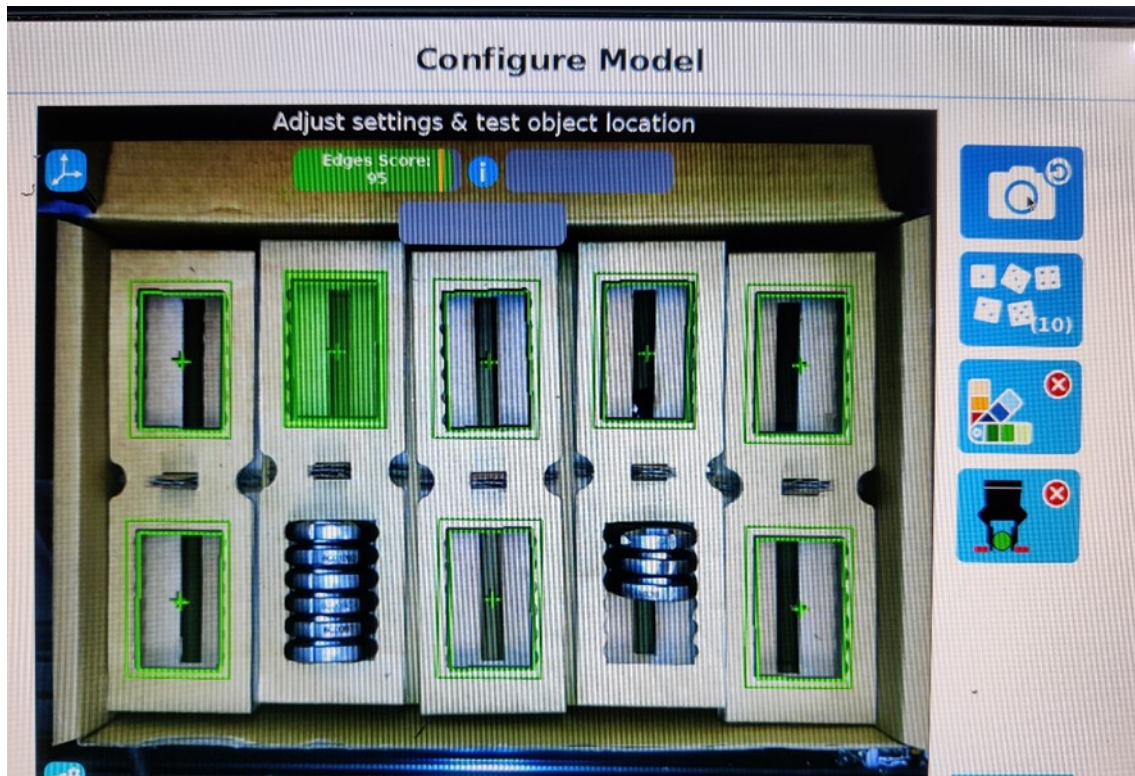 Configure Model
Adjust settings & test object location
Edges Score:
95
i
(10)